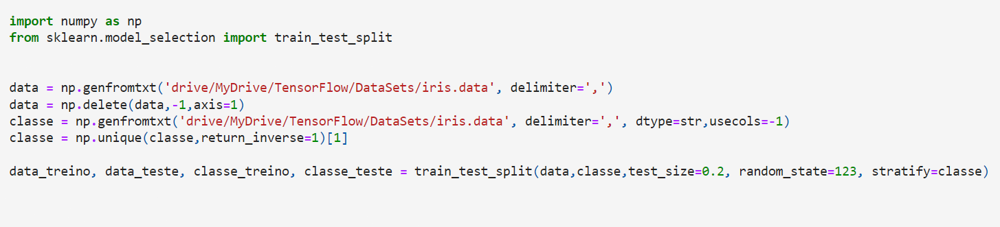 import numpy as np
from sklearn.model_selection import train_test_split
data = np.genfromtxt('drive/MyDrive/TensorFlow/DataSets/iris.data', delimiter=',')
data = np.delete(data,-1,axis=1)
classe = np.genfromtxt('drive/MyDrive/TensorFlow/DataSets/iris.data', delimiter=',', dtype=str,usecols=-1)
classe = np.unique(classe,return_inverse=1)[1]
data_treino, data_teste, classe_treino, classe_teste = train_test_split(data,classe,test_size=0.2, random_state=123, stratify=classe)